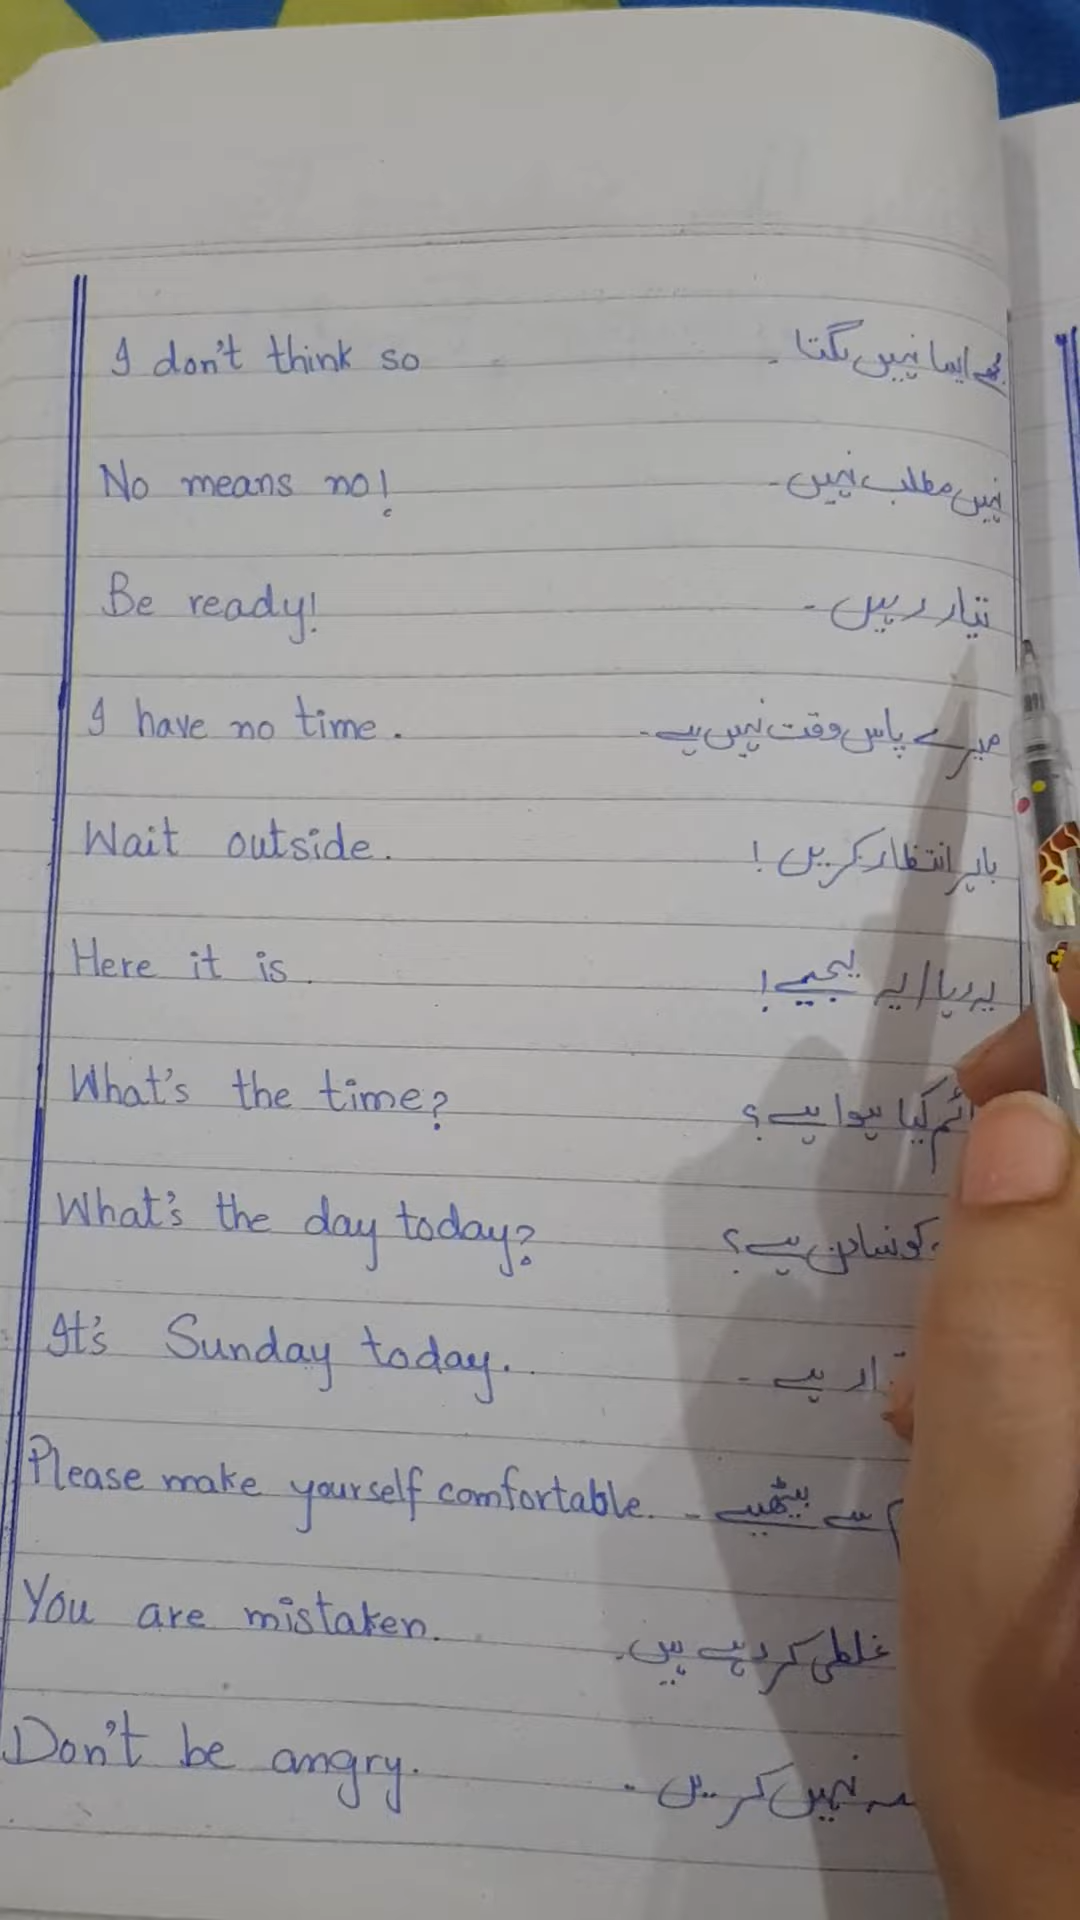 I don't think so مجھے ایسا نہیں لگتا ۔
No means no! نہیں مطلب نہیں ۔
Be ready! تیار رہیں ۔
I have no time. میرے پاس وقت نہیں ہے ۔
Wait outside. باہر انتظار کریں !
Here it is. یہ رہا / یہ لیجیے !
What's the time? کیا ہوا ہے ؟
What's the day today? کونسا دن ہے ؟
It's Sunday today. ہے ۔
Please make yourself comfortable. سے بیٹھیے ۔
You are mistaken. غلطی کر رہے ہیں ۔
Don't be angry. نہیں کریں ۔